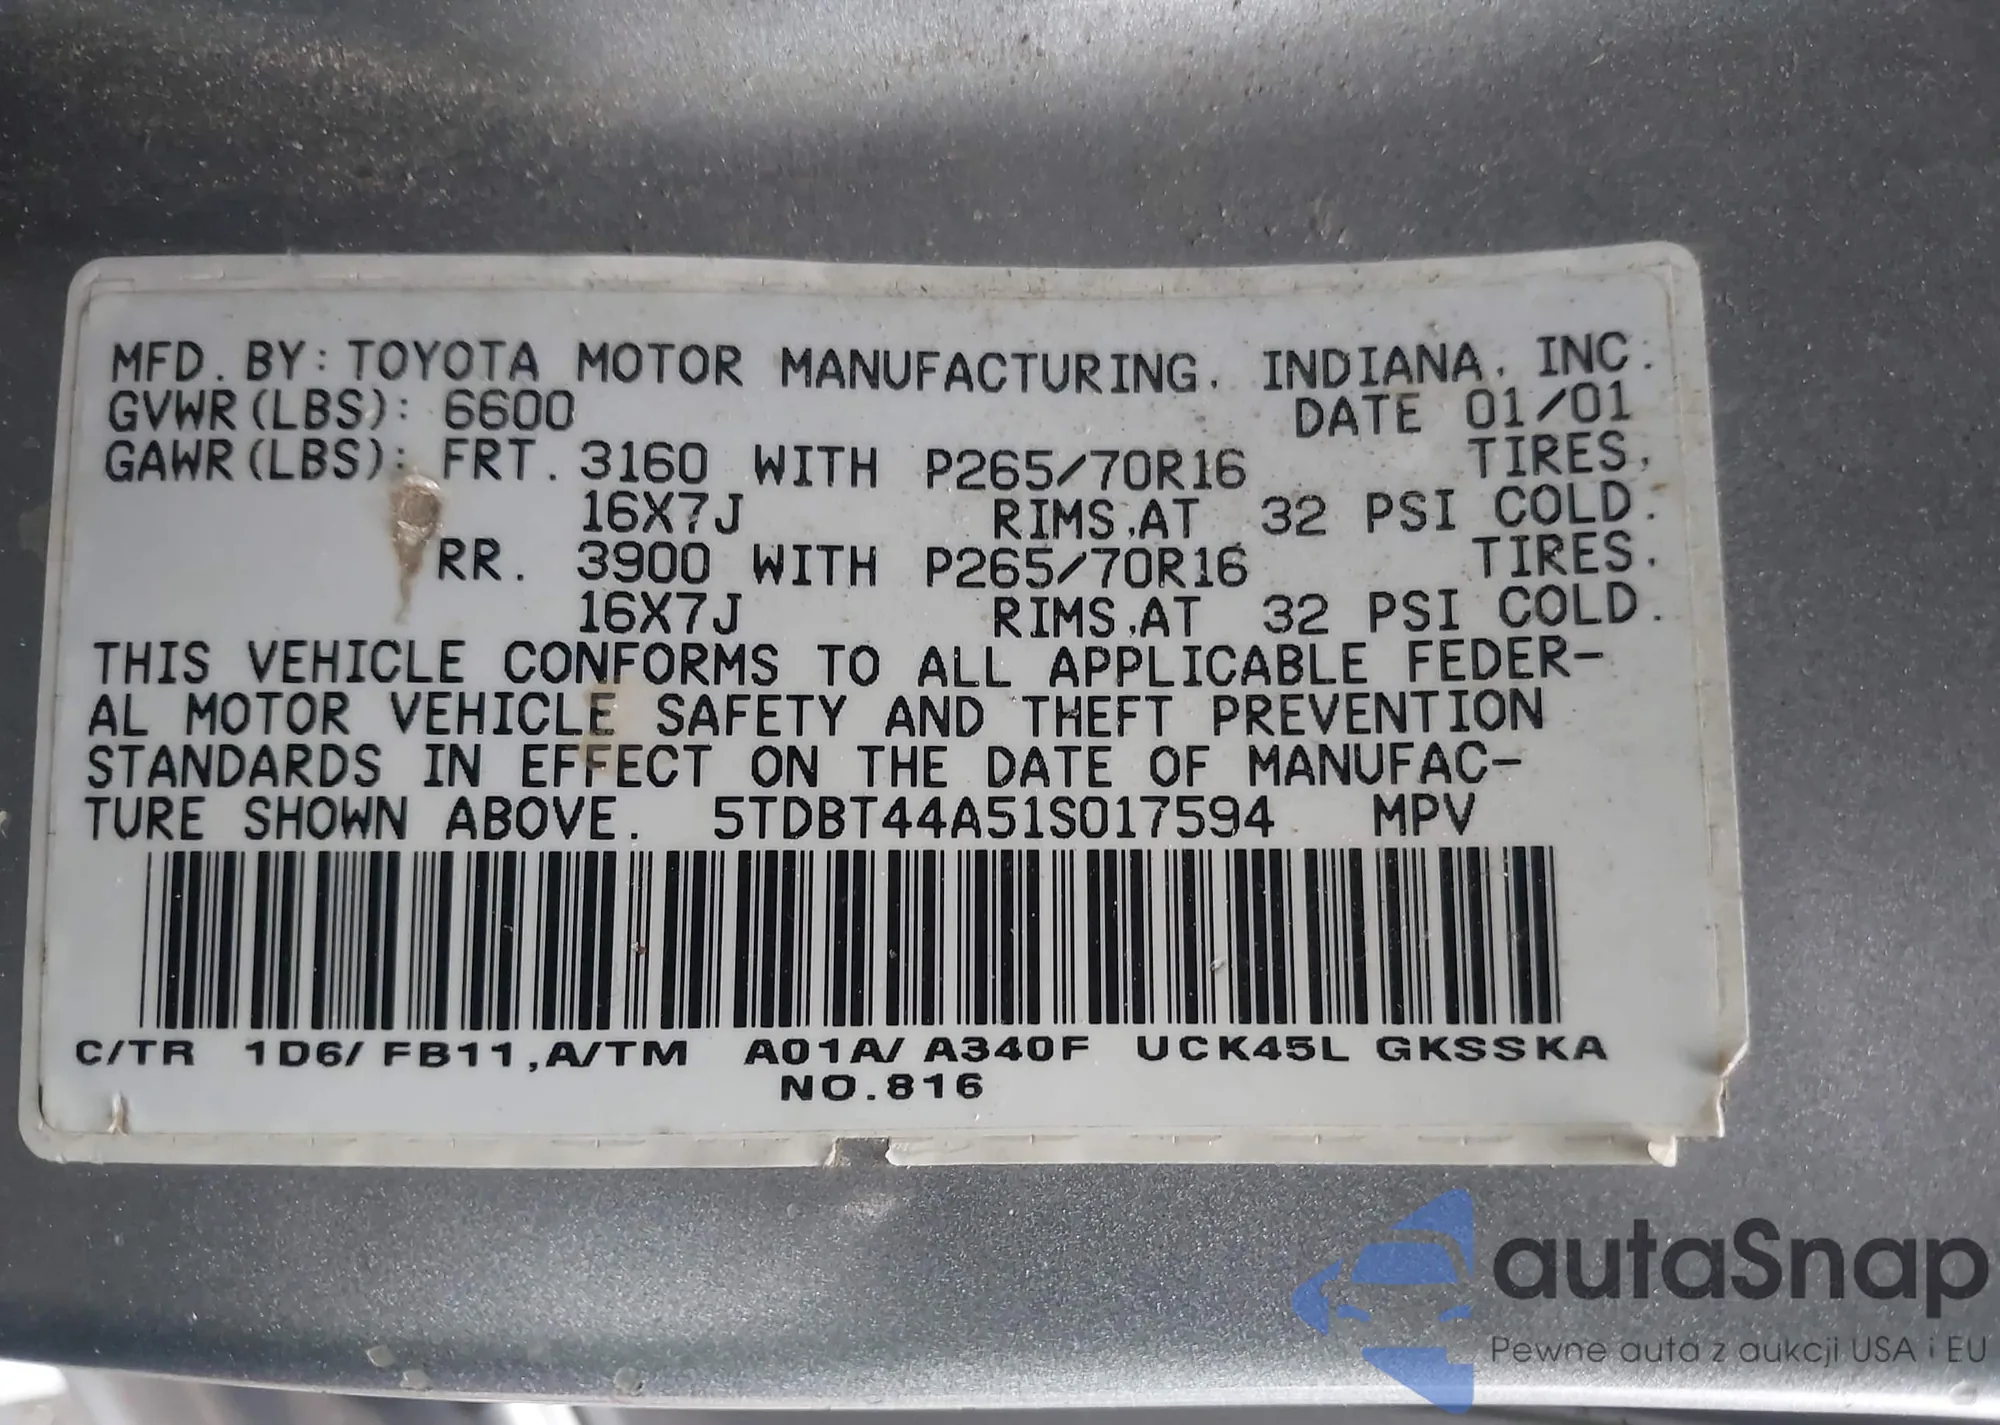 MFD. BY: TOYOTA MOTOR MANUFACTURING, INDIANA, INC.
GVWR(LBS): 6600 DATE 01/01
GAWR(LBS): FRT. 3160 WITH P265/70R16 TIRES,
16X7J RIMS,AT 32 PSI COLD.
RR. 3900 WITH P265/70R16 TIRES.
16X7J RIMS,AT 32 PSI COLD.
THIS VEHICLE CONFORMS TO ALL APPLICABLE FEDER-
AL MOTOR VEHICLE SAFETY AND THEFT PREVENTION
STANDARDS IN EFFECT ON THE DATE OF MANUFAC-
TURE SHOWN ABOVE. 5TDBT44A51S017594 MPV
C/TR 1D6/FB11,A/TM A01A/A340F UCK45L GKSSKA
NO.816
autaSnap
Pewne auta z aukcji USA i EU